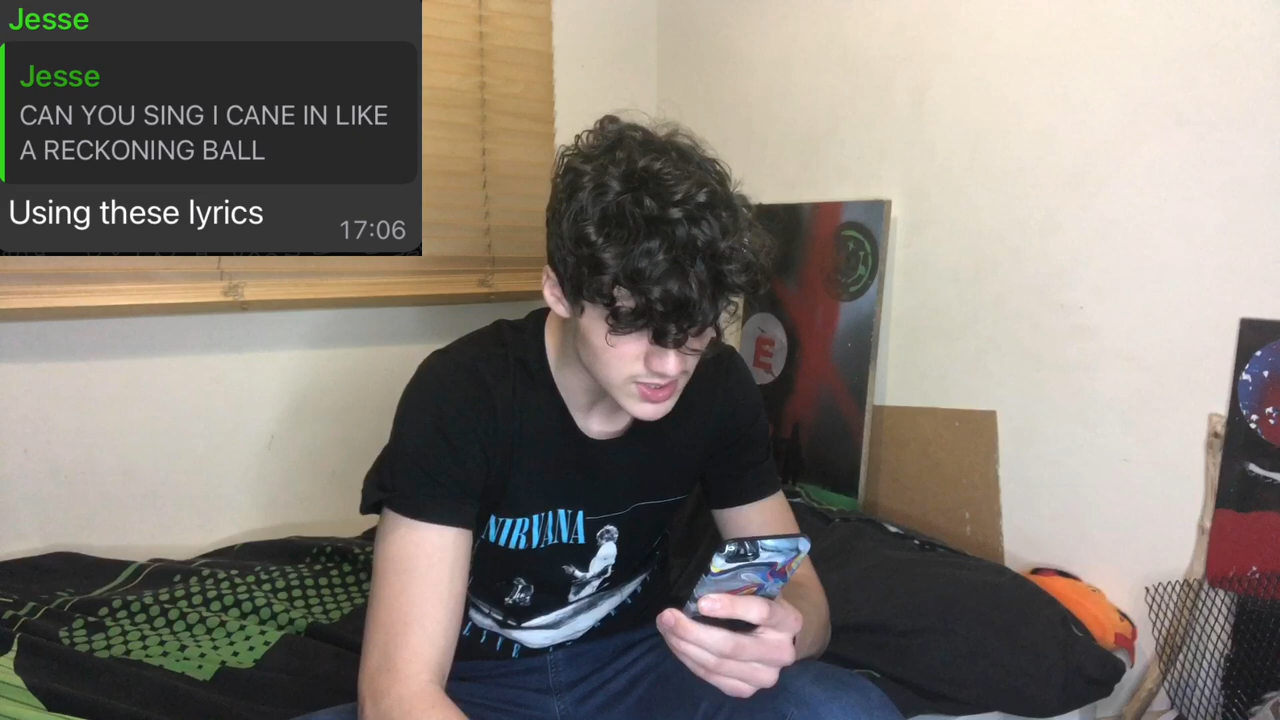 Jesse
Jesse
CAN YOU SING I CANE IN LIKE
A RECKONING BALL
Using these lyrics
17:06
NIRVANA
E